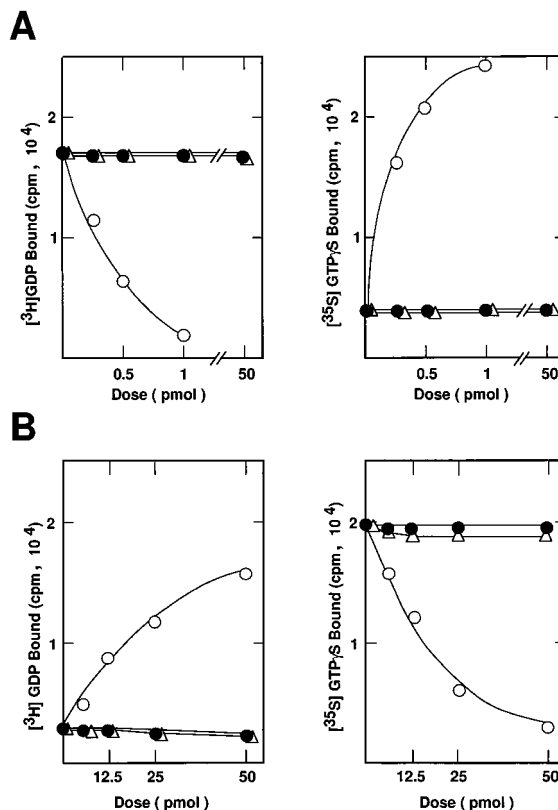 A
[³H]GDP Bound (cpm, 10⁴)
2
1
0.5 1 50
Dose ( pmol )
[³⁵S] GTPγS Bound (cpm, 10⁴)
2
1
0.5 1 50
Dose ( pmol )
B
[³H] GDP Bound (cpm, 10⁴)
2
1
12.5 25 50
Dose ( pmol )
[³⁵S] GTPγS Bound (cpm, 10⁴)
2
1
12.5 25 50
Dose (pmol )